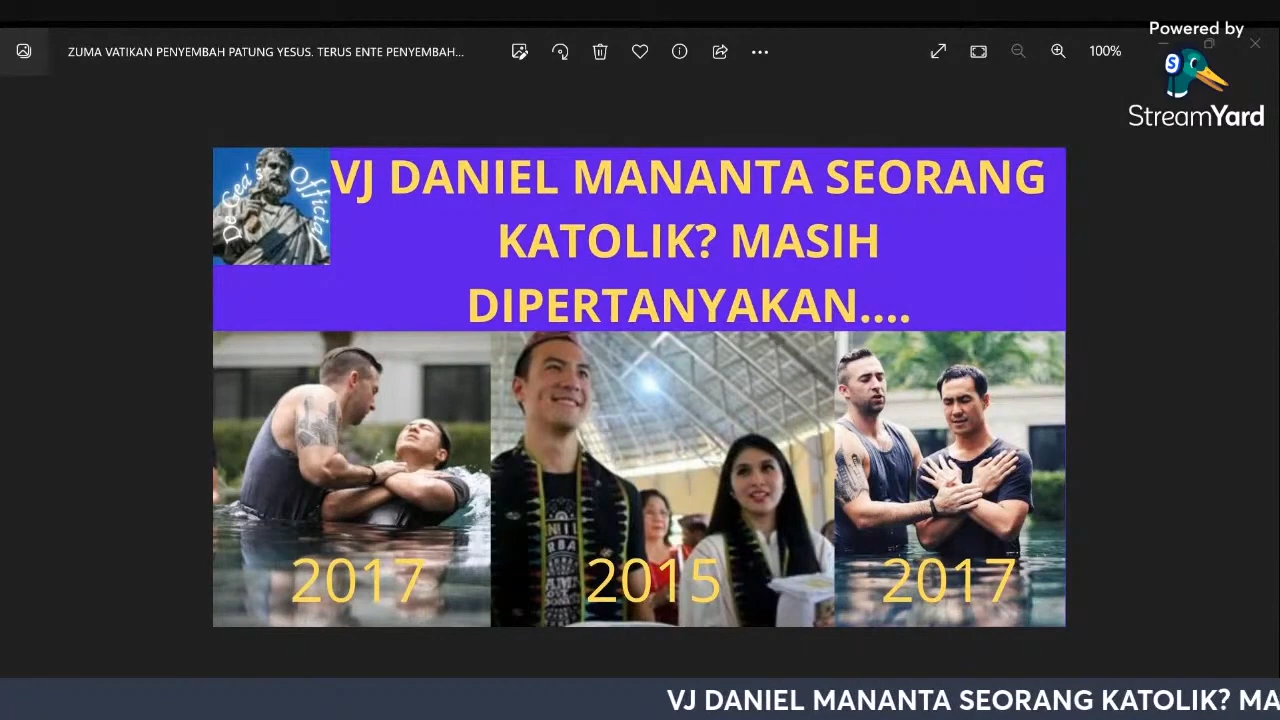 Powered by
StreamYard
ZUMA VATIKAN PENYEMBAH PATUNG YESUS. TERUS ENTE PENYEMBAH...
100%
De Gea's Official
VJ DANIEL MANANTA SEORANG
KATOLIK? MASIH
DIPERTANYAKAN....
2017
2015
2017
VJ DANIEL MANANTA SEORANG KATOLIK? MA